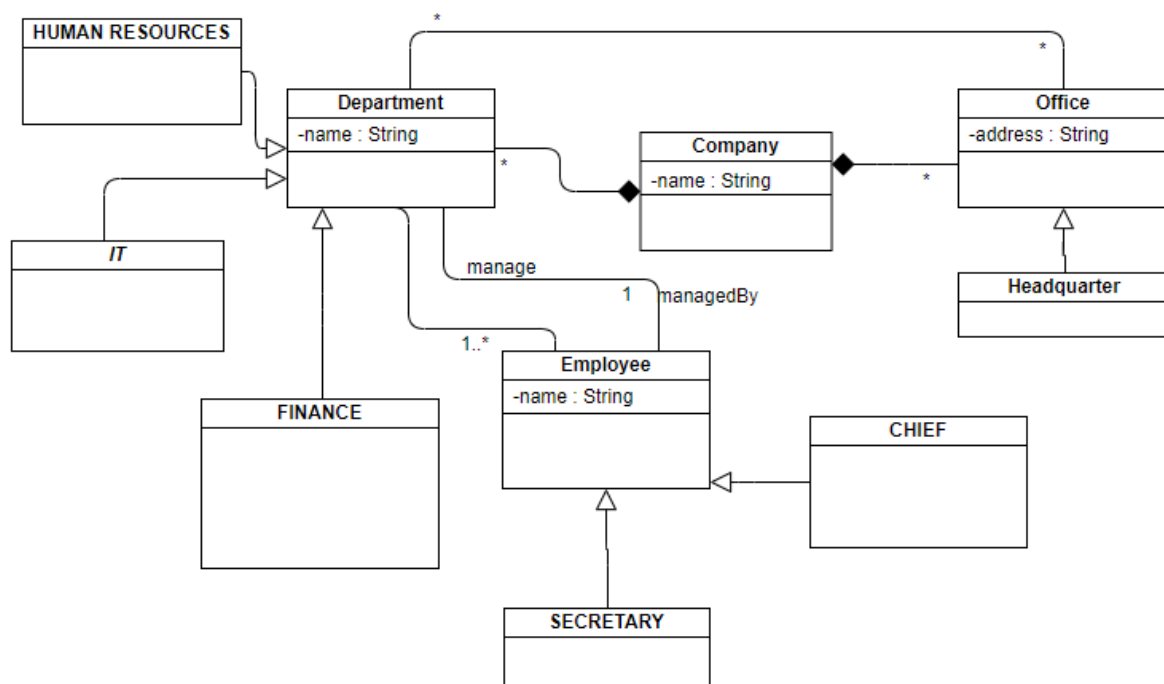 *
HUMAN RESOURCES
*
Department
-name : String
*
Office
-address : String
Company
-name : String
*
IT
manage
1
managedBy
Headquarter
1..*
Employee
-name : String
FINANCE
CHIEF
SECRETARY